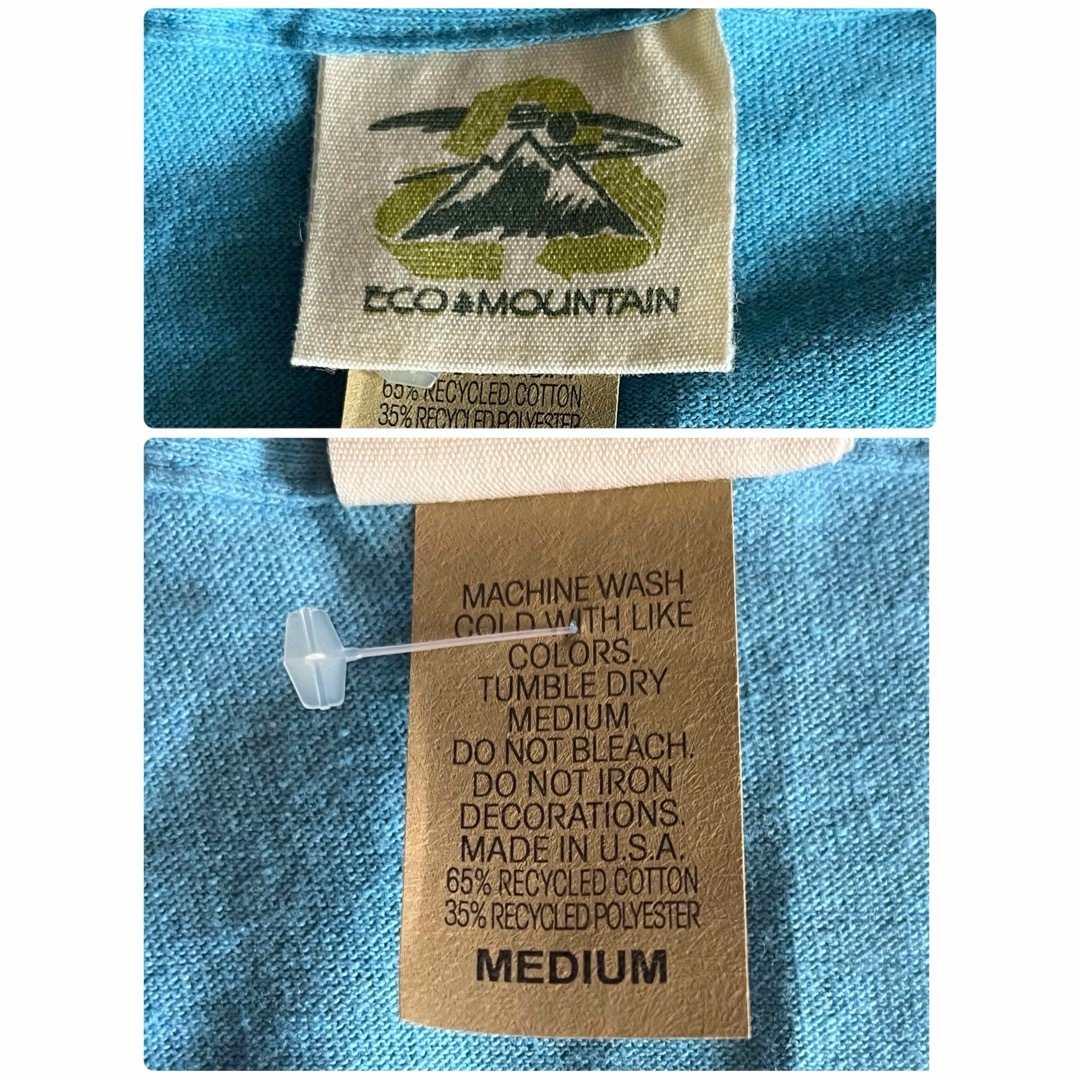 ECO MOUNTAIN
65% RECYCLED COTTON
35% RECYCLED POLYESTER
MACHINE WASH
COLD WITH LIKE
COLORS.
TUMBLE DRY
MEDIUM.
DO NOT BLEACH.
DO NOT IRON
DECORATIONS.
MADE IN U.S.A.
65% RECYCLED COTTON
35% RECYCLED POLYESTER
MEDIUM